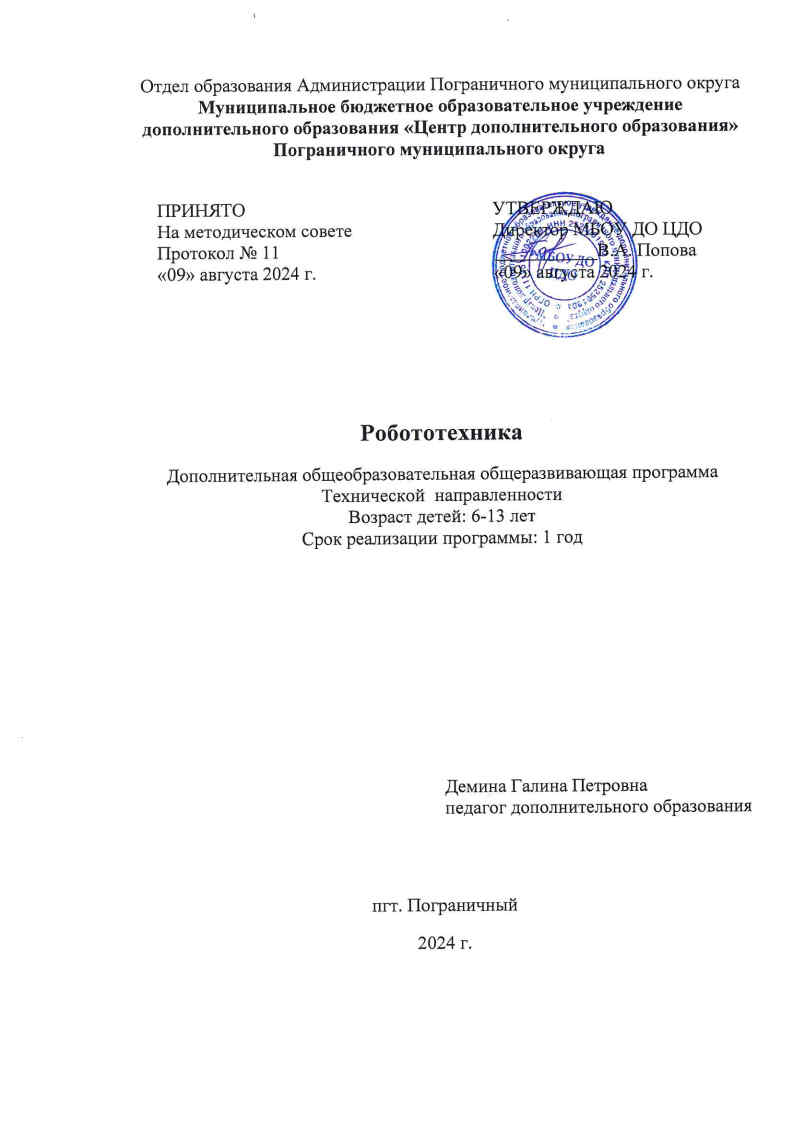 Отдел образования Администрации Пограничного муниципального округа
Муниципальное бюджетное образовательное учреждение
дополнительного образования «Центр дополнительного образования»
Пограничного муниципального округа
ПРИНЯТО
На методическом совете
Протокол № 11
«09» августа 2024 г.
УТВЕРЖДАЮ
Директор МБОУ ДО ЦДО
В.А. Попова
«09» августа 2024 г.
МБОУ ДО
ЦДО
Робототехника
Дополнительная общеобразовательная общеразвивающая программа
Технической направленности
Возраст детей: 6-13 лет
Срок реализации программы: 1 год
Демина Галина Петровна
педагог дополнительного образования
пгт. Пограничный
2024 г.